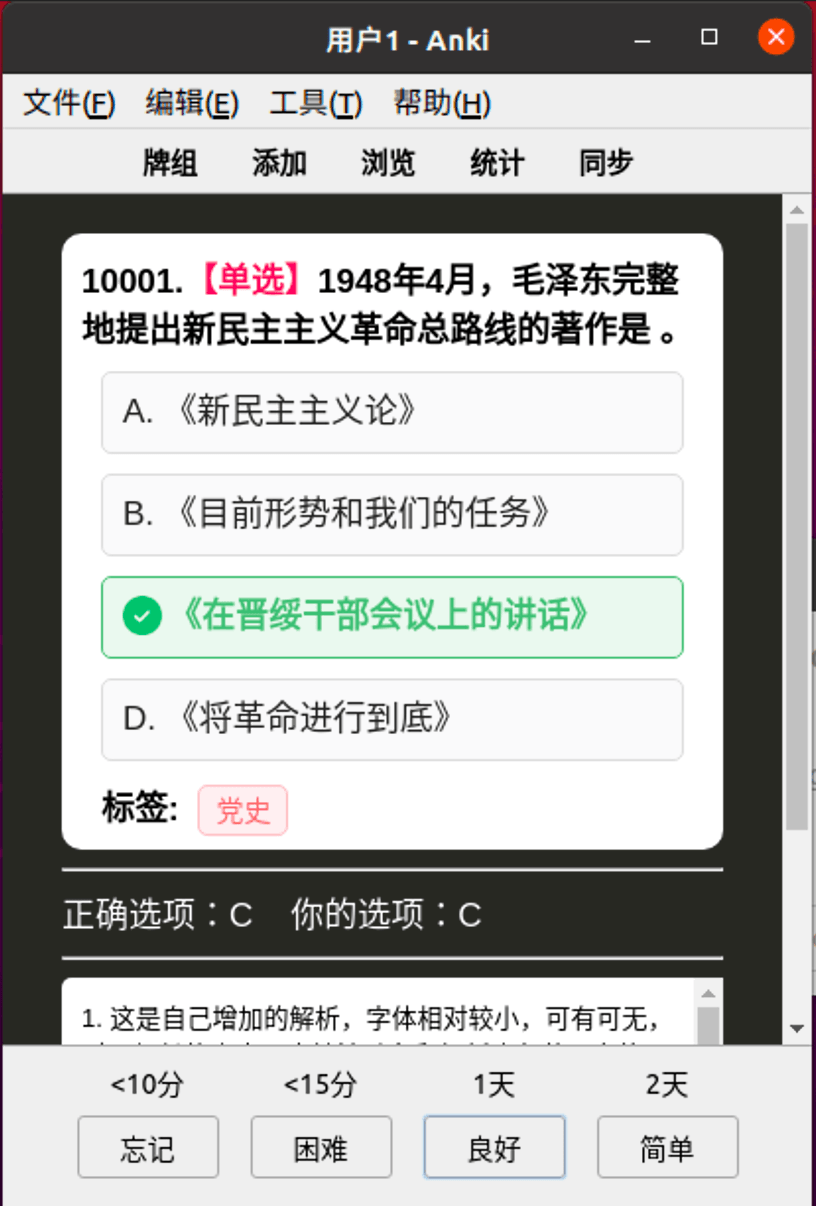 用户1 - Anki
文件(F) 编辑(E) 工具(T) 帮助(H)
牌组 添加 浏览 统计 同步
10001.【单选】1948年4月，毛泽东完整
地提出新民主主义革命总路线的著作是 。
A. 《新民主主义论》
B. 《目前形势和我们的任务》
《在晋绥干部会议上的讲话》
D. 《将革命进行到底》
标签: 党史
正确选项：C 你的选项：C
1. 这是自己增加的解析，字体相对较小，可有可无，
<10分 <15分 1天 2天
忘记 困难 良好 简单